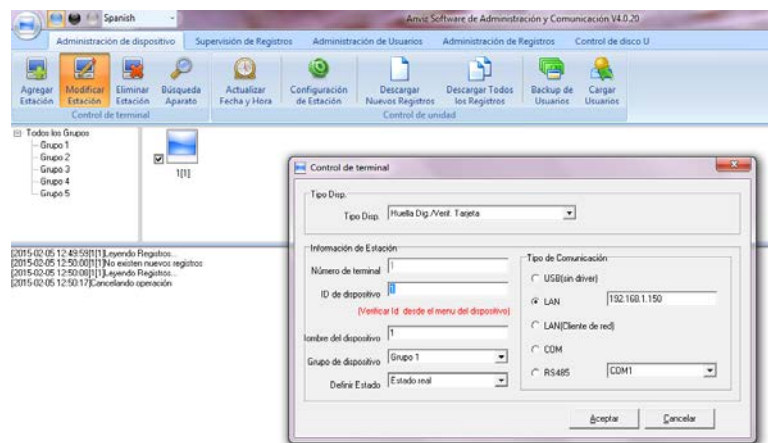 Spanish
Anviz Software de Administración y Comunicación V4.0.20
Administración de dispositivo
Supervisión de Registros
Administración de Usuarios
Administración de Registros
Control de disco U
Agregar Estación
Modificar Estación
Eliminar Estación
Búsqueda Aparato
Actualizar Fecha y Hora
Configuración de Estación
Descargar Nuevos Registros
Descargar Todos los Registros
Backup de Usuarios
Cargar Usuarios
Control de terminal
Control de unidad
Todos los Grupos
Grupo 1
Grupo 2
Grupo 3
Grupo 4
Grupo 5
1[1]
[2015-02-05 12:49:59]1[1]Leyendo Registros...
[2015-02-05 12:50:00]1[1]No existen nuevos registros
[2015-02-05 12:50:08]1[1]Leyendo Registros...
[2015-02-05 12:50:17]Cancelando operación
Control de terminal
Tipo Disp.
Tipo Disp. Huella Dig./Verif. Tarjeta
Información de Estación
Número de terminal 1
ID de dispositivo 1
(Verificar Id desde el menu del dispositivo)
lombre del dispositivo 1
Grupo de dispositivo Grupo 1
Definir Estado Estado real
Tipo de Comunicación
USB(sin driver)
LAN 192.168.1.150
LAN(Cliente de red)
COM
RS485 COM1
Aceptar Cancelar